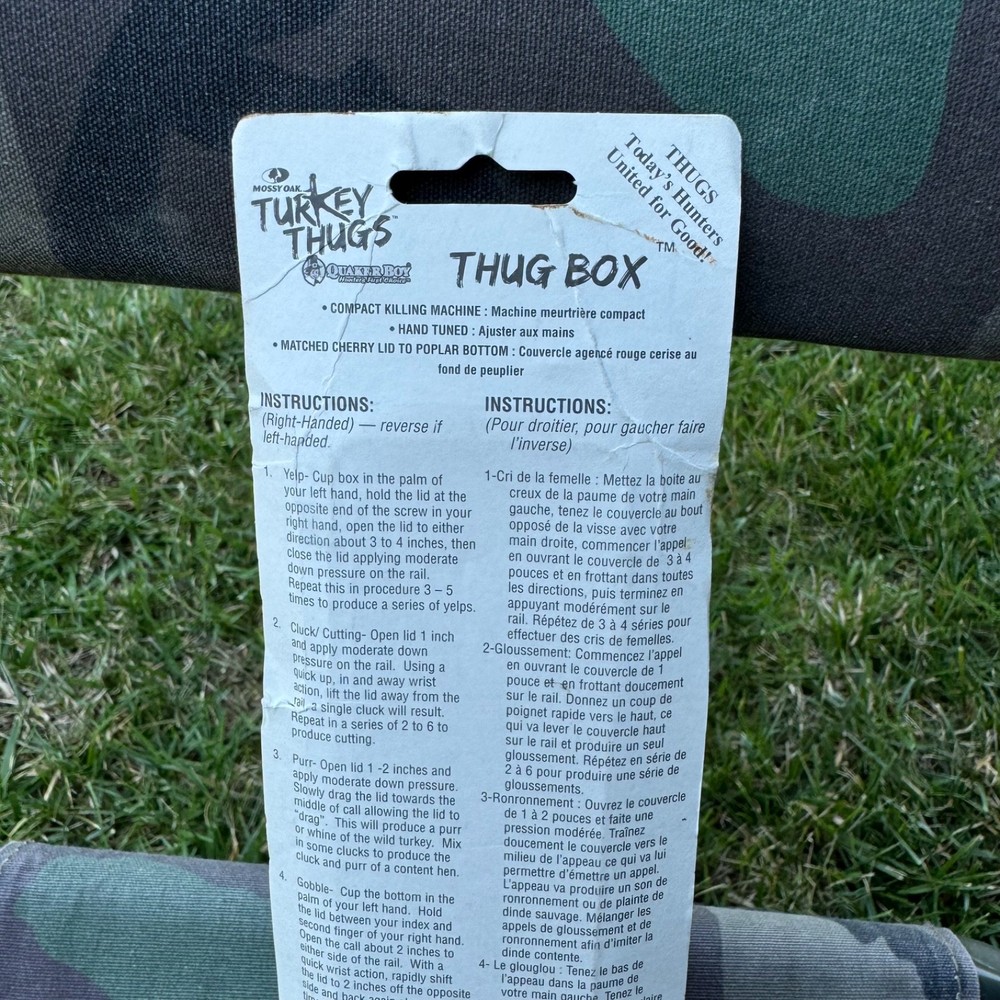 MOSSY OAK
TURKEY
THUGS™
QUAKER BOY
THUGS
Today's Hunters
United for Good!
THUG BOX™
• COMPACT KILLING MACHINE : Machine meurtrière compact
• HAND TUNED : Ajuster aux mains
• MATCHED CHERRY LID TO POPLAR BOTTOM : Couvercle agencé rouge cerise au
fond de peuplier
INSTRUCTIONS:
(Right-Handed) — reverse if
left-handed.
1. Yelp- Cup box in the palm of
your left hand, hold the lid at the
opposite end of the screw in your
right hand, open the lid to either
direction about 3 to 4 inches, then
close the lid applying moderate
down pressure on the rail.
Repeat this in procedure 3 – 5
times to produce a series of yelps.
2. Cluck/ Cutting- Open lid 1 inch
and apply moderate down
pressure on the rail. Using a
quick up, in and away wrist
action, lift the lid away from the
rail, a single cluck will result.
Repeat in a series of 2 to 6 to
produce cutting.
3. Purr- Open lid 1 -2 inches and
apply moderate down pressure.
Slowly drag the lid towards the
middle of call allowing the lid to
"drag". This will produce a purr
or whine of the wild turkey. Mix
in some clucks to produce the
cluck and purr of a content hen.
4. Gobble- Cup the bottom in the
palm of your left hand. Hold
the lid between your index and
second finger of your right hand.
Open the call about 2 inches to
either side of the rail. With a
quick wrist action, rapidly shift
the lid to 2 inches off the opposite
side and back again
INSTRUCTIONS:
(Pour droitier, pour gaucher faire
l'inverse)
1-Cri de la femelle : Mettez la boite au
creux de la paume de votre main
gauche, tenez le couvercle au bout
opposé de la visse avec votre
main droite, commencer l'appel
en ouvrant le couvercle de 3 à 4
pouces et en frottant dans toutes
les directions, puis terminez en
appuyant modérément sur le
rail. Répétez de 3 à 4 séries pour
effectuer des cris de femelles.
2-Gloussement: Commencez l'appel
en ouvrant le couvercle de 1
pouce et en frottant doucement
sur le rail. Donnez un coup de
poignet rapide vers le haut, ce
qui va lever le couvercle haut
sur le rail et produire un seul
gloussement. Répétez en série de
2 à 6 pour produire une série de
gloussements.
3-Ronronnement : Ouvrez le couvercle
de 1 à 2 pouces et faite une
pression modérée. Traînez
doucement le couvercle vers le
milieu de l'appeau ce qui va lui
permettre d'émettre un appel.
L'appeau va produire un son de
ronronnement ou de plainte de
dinde sauvage. Mélanger les
appels de gloussement et de
ronronnement afin d'imiter la
dinde contente.
4- Le glouglou : Tenez le bas de
l'appeau dans la paume de
votre main gauche. Tenez le